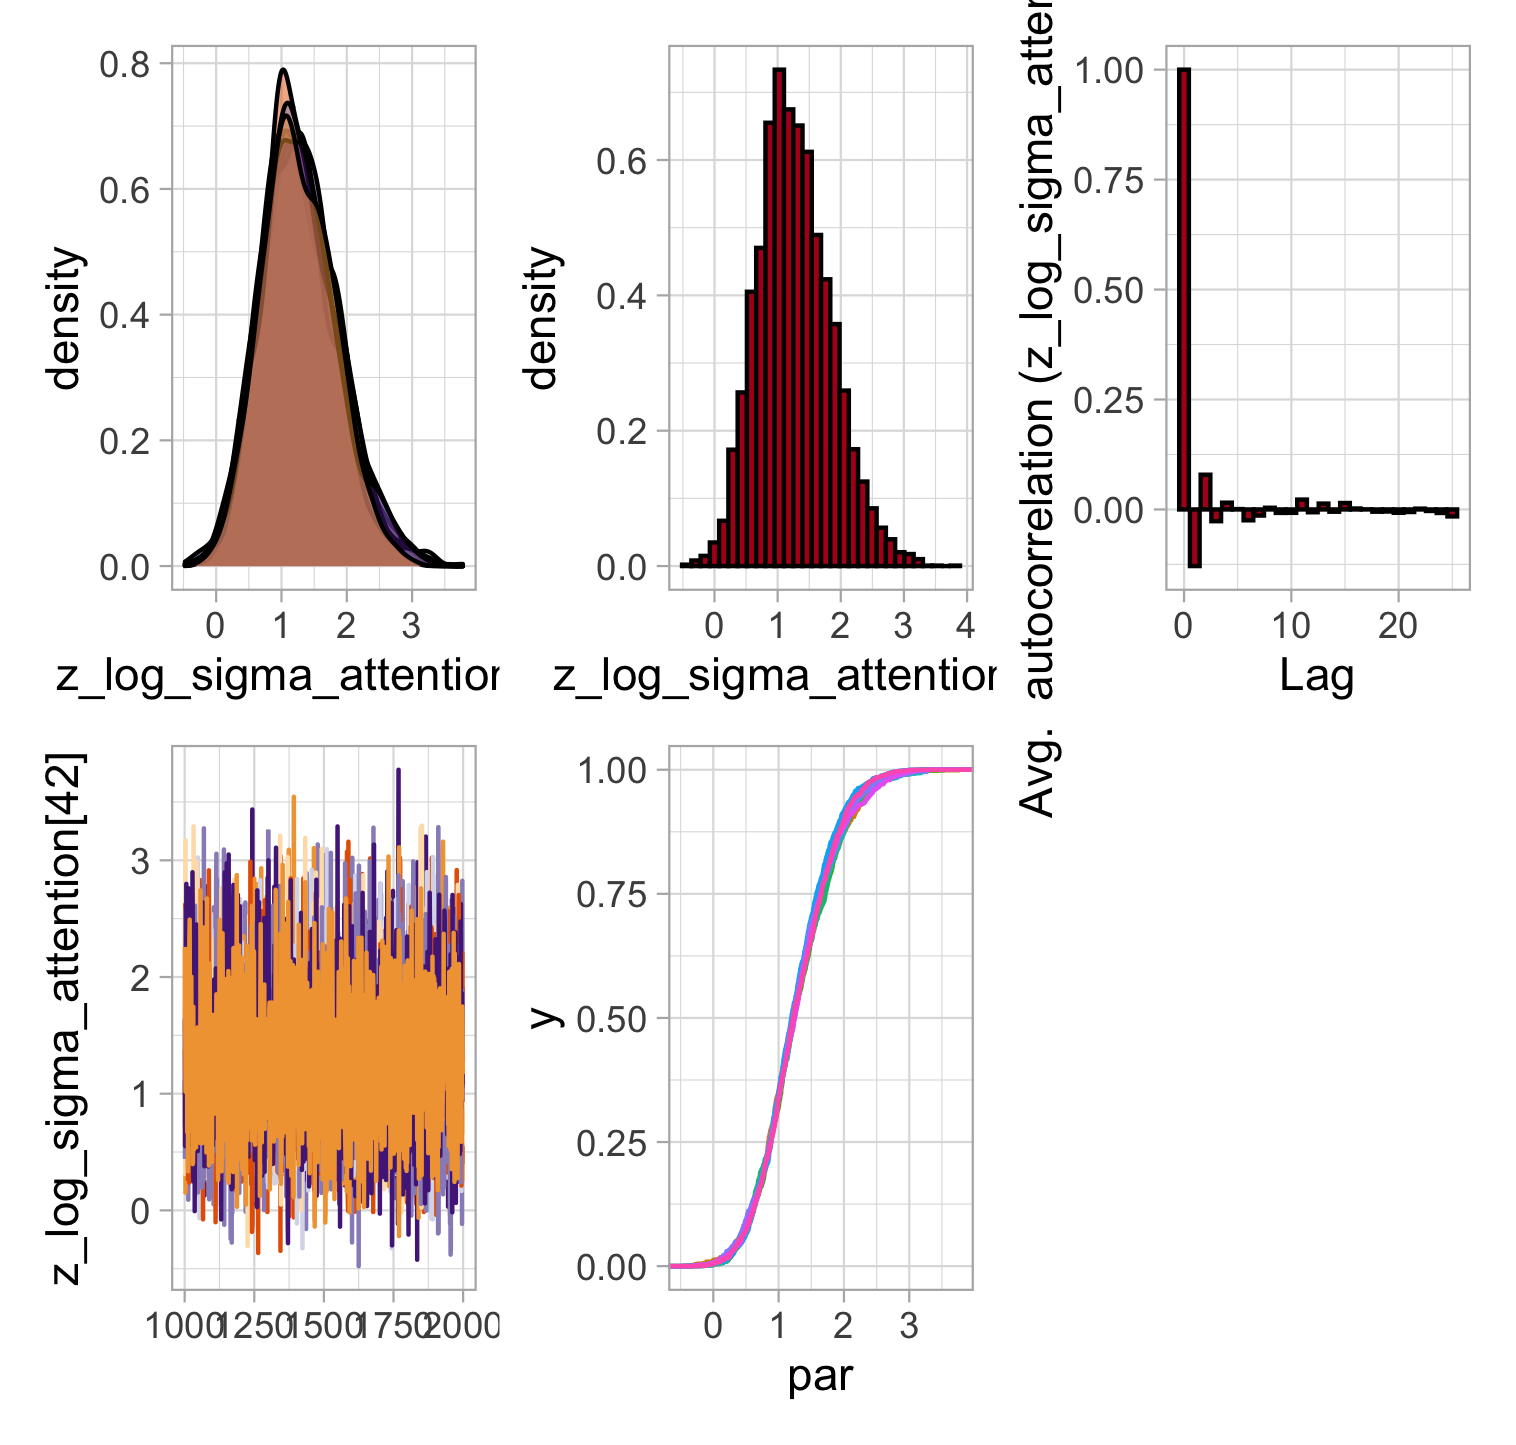 0.8
0.6
0.4
0.2
0.0
density
0 1 2 3
z_log_sigma_attention
0.6
0.4
0.2
0.0
density
0 1 2 3 4
z_log_sigma_attention
1.00
0.75
0.50
0.25
0.00
Avg. autocorrelation (z_log_sigma_atten
0 10 20
Lag
3
2
1
0
z_log_sigma_attention[42]
1000 1250 1500 1750 2000
1.00
0.75
0.50
0.25
0.00
y
0 1 2 3
par